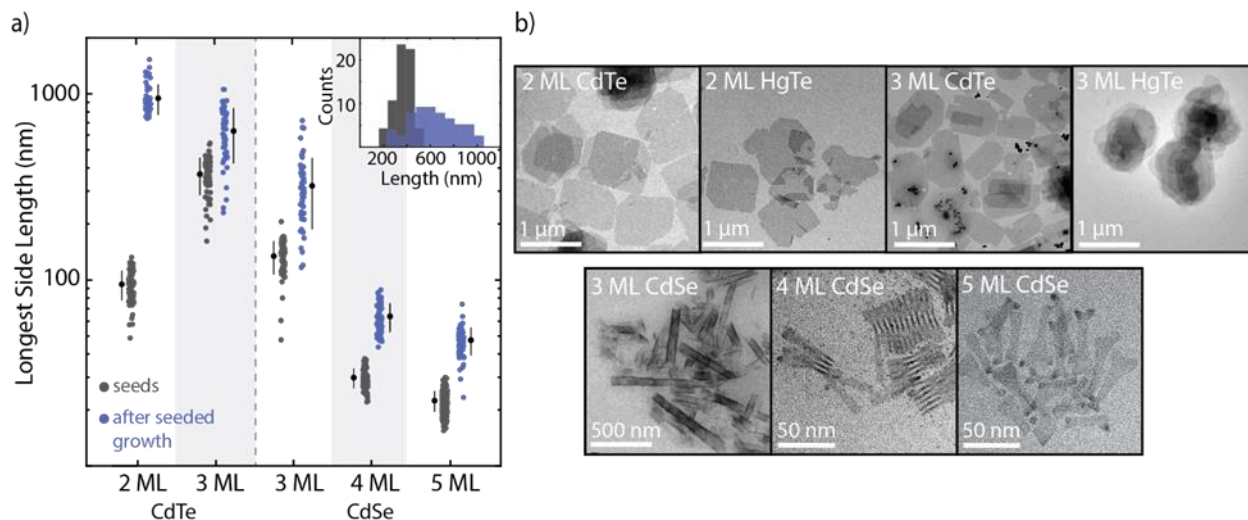 a)
Longest Side Length (nm)
1000
100
seeds
after seeded
growth
2 ML
3 ML
3 ML
4 ML
5 ML
CdTe
CdSe
Counts
20
10
200
600
1000
Length (nm)
b)
2 ML CdTe
1 µm
2 ML HgTe
1 µm
3 ML CdTe
1 µm
3 ML HgTe
1 µm
3 ML CdSe
500 nm
4 ML CdSe
50 nm
5 ML CdSe
50 nm